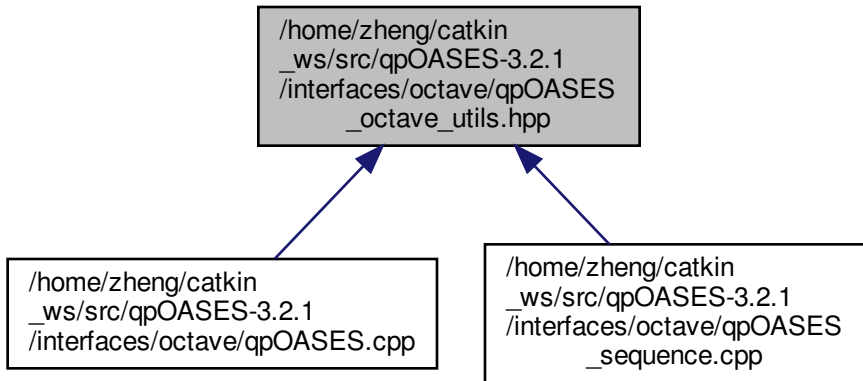 /home/zheng/catkin
_ws/src/qpOASES-3.2.1
/interfaces/octave/qpOASES
_octave_utils.hpp
/home/zheng/catkin
_ws/src/qpOASES-3.2.1
/interfaces/octave/qpOASES.cpp
/home/zheng/catkin
_ws/src/qpOASES-3.2.1
/interfaces/octave/qpOASES
_sequence.cpp